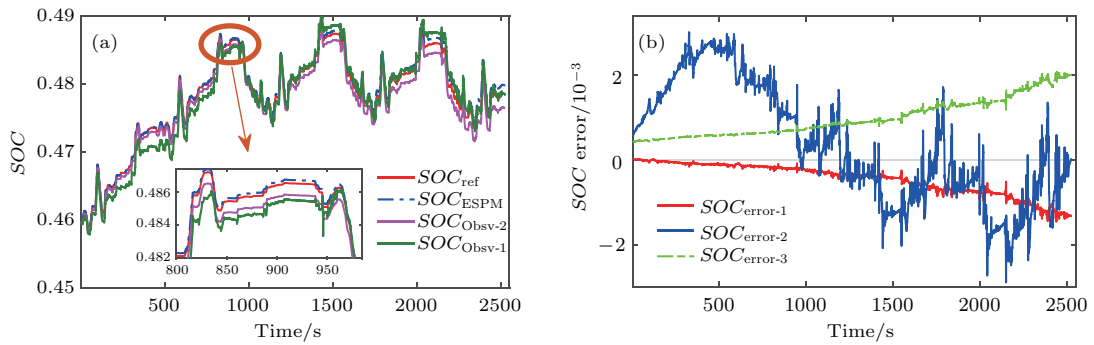 (a)
0.49
0.48
0.47
0.46
0.45
SOC
500
1000
1500
2000
2500
Time/s
0.486
0.484
0.482
800
850
900
950
SOC_ref
SOC_ESPM
SOC_Obsv-2
SOC_Obsv-1
(b)
2
0
−2
SOC error/10^−3
500
1000
1500
2000
2500
Time/s
SOC_error-1
SOC_error-2
SOC_error-3